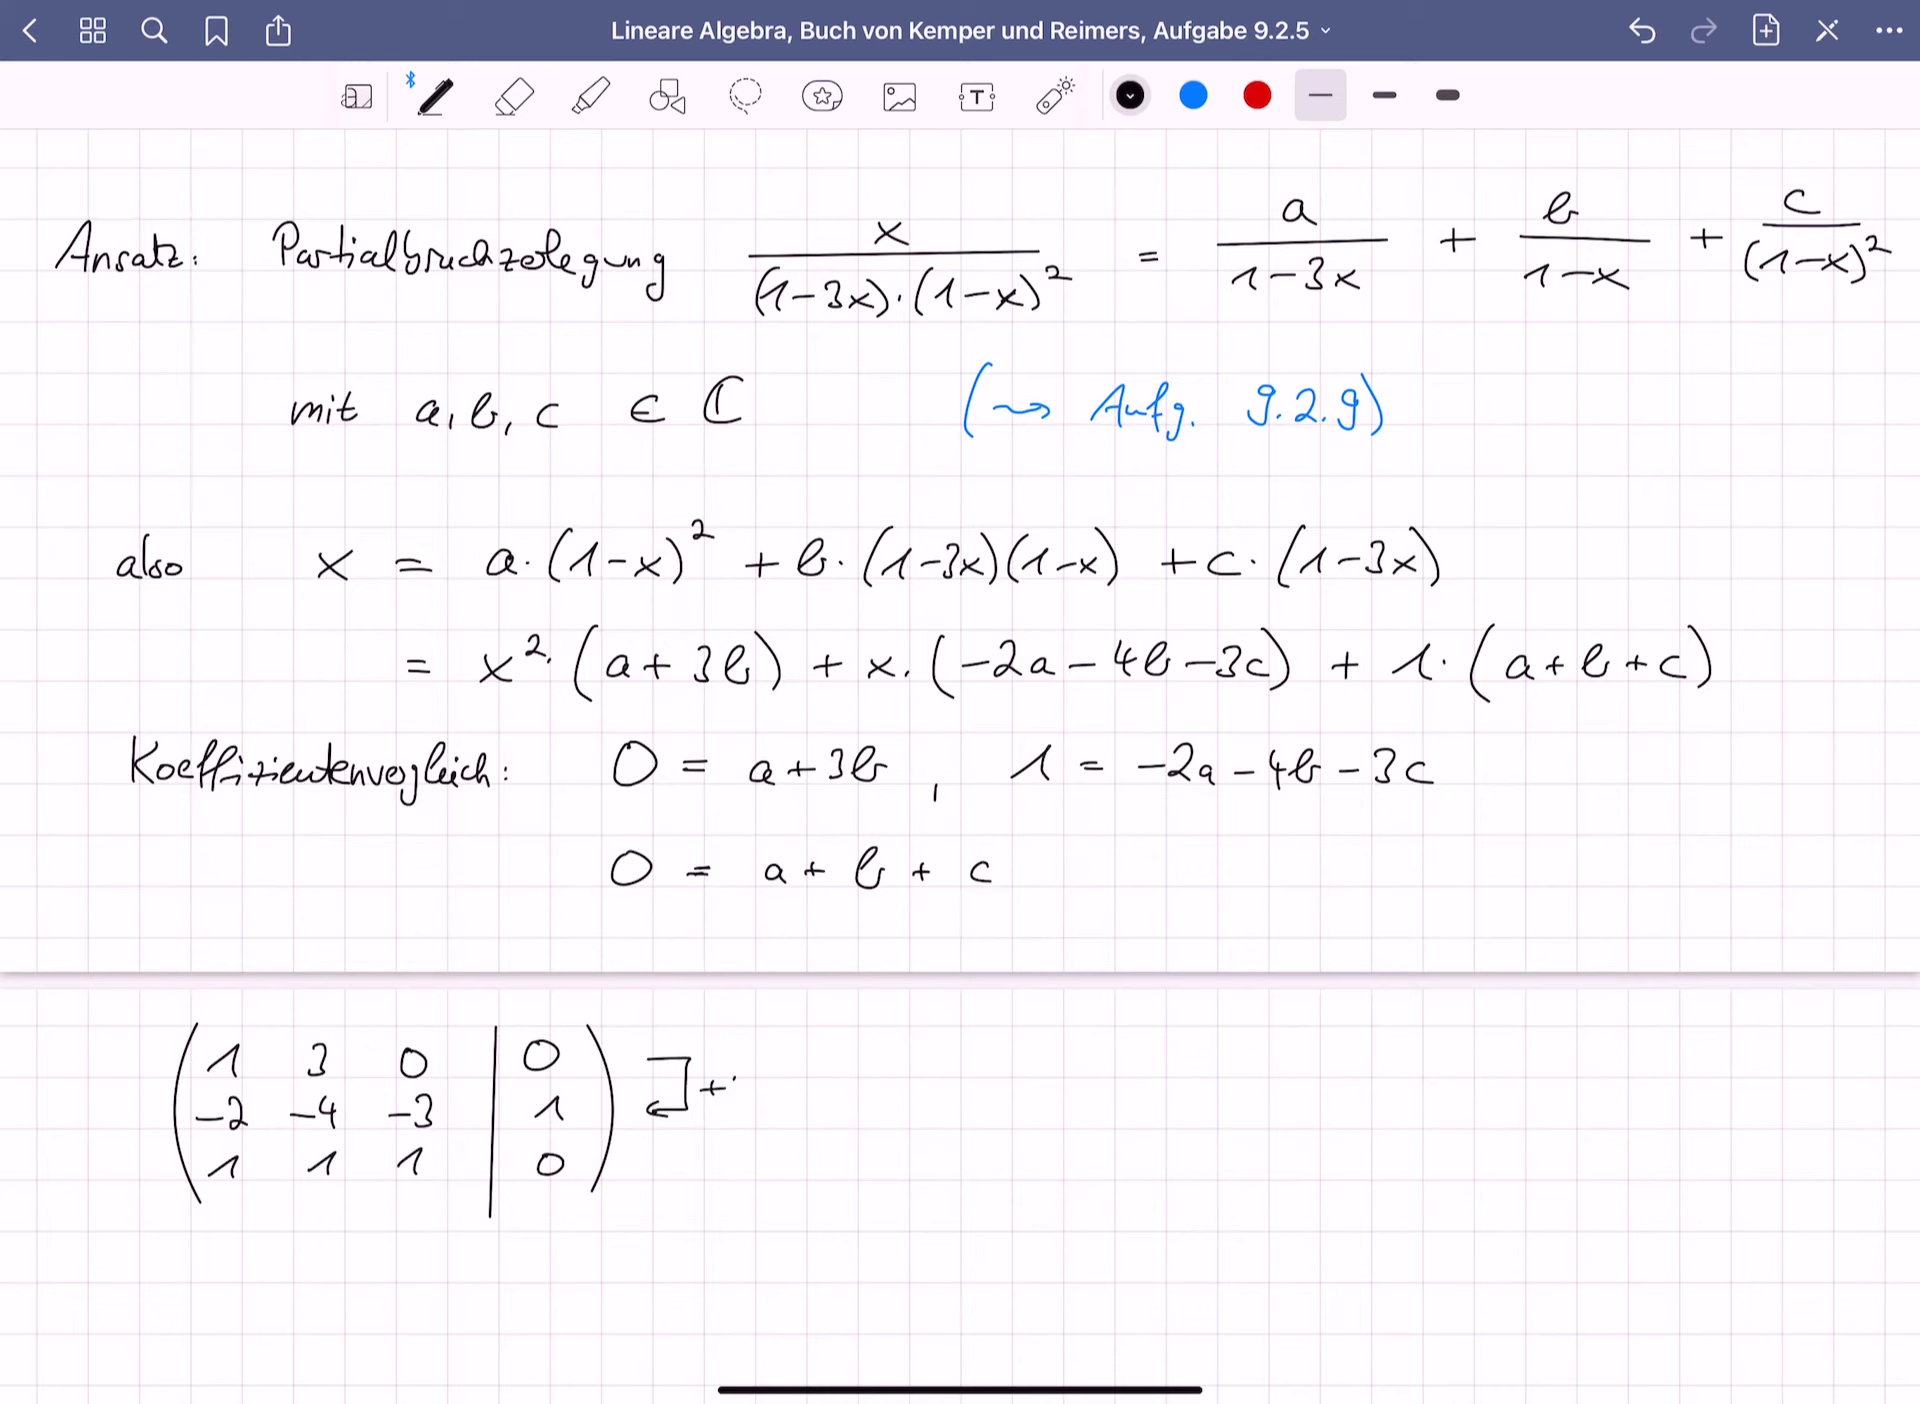 Lineare Algebra, Buch von Kemper und Reimers, Aufgabe 9.2.5
Ansatz: Partialbruchzerlegung x/((1-3x)·(1-x)²) = a/(1-3x) + b/(1-x) + c/(1-x)²
mit a, b, c ∈ ℂ (⇝ Aufg. 9.2.9)
also x = a·(1-x)² + b·(1-3x)(1-x) + c·(1-3x)
= x²·(a+3b) + x·(-2a-4b-3c) + 1·(a+b+c)
Koeffizientenvergleich: 0 = a+3b, 1 = -2a-4b-3c
0 = a + b + c
1 3 0 | 0 +
-2 -4 -3 | 1
1 1 1 | 0